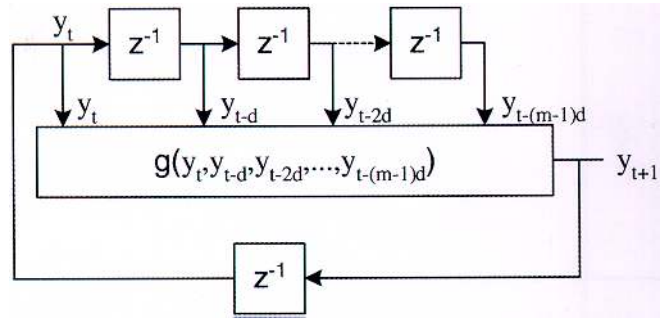 y_t z^-1 z^-1 z^-1
y_t y_t-d y_t-2d y_t-(m-1)d
g(y_t,y_t-d,y_t-2d,...,y_t-(m-1)d)
y_t+1
z^-1